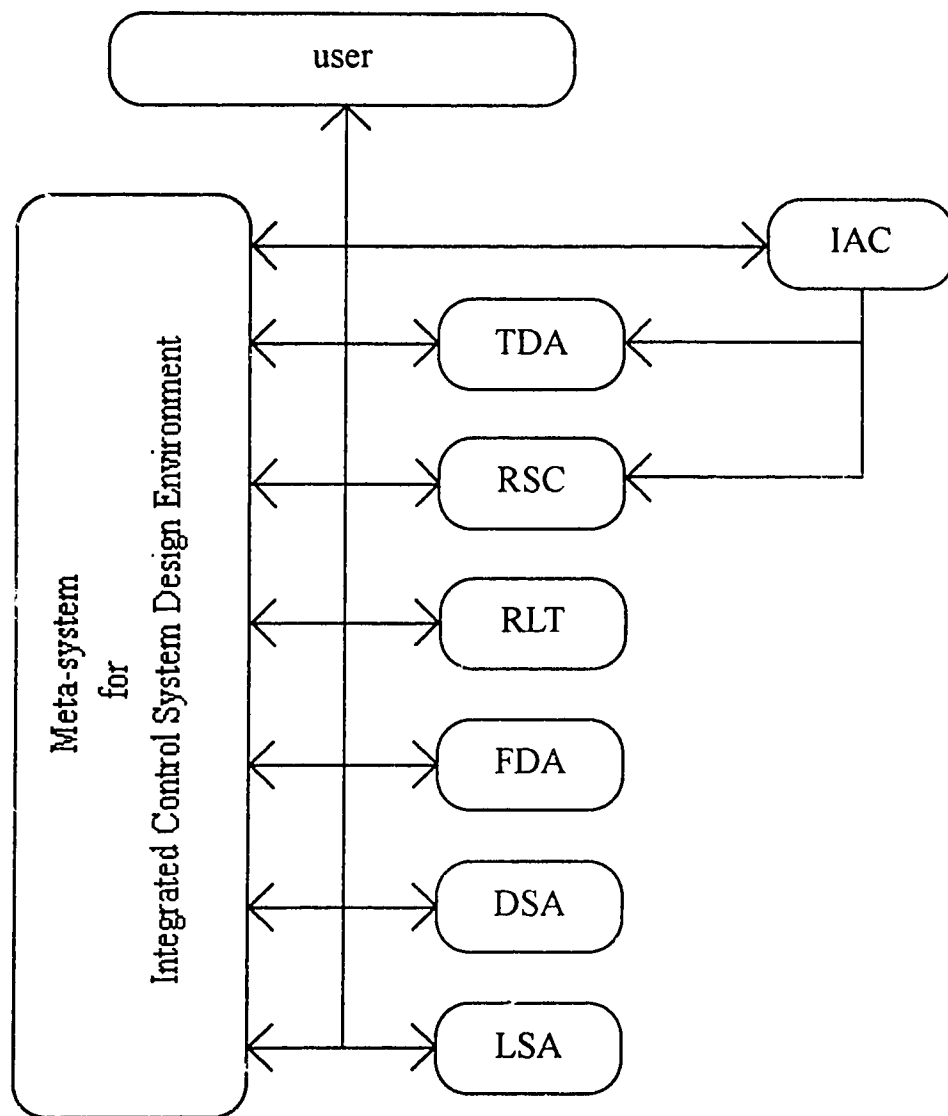 user
IAC
TDA
RSC
RLT
FDA
DSA
LSA
Meta-system
for
Integrated Control System Design Environment